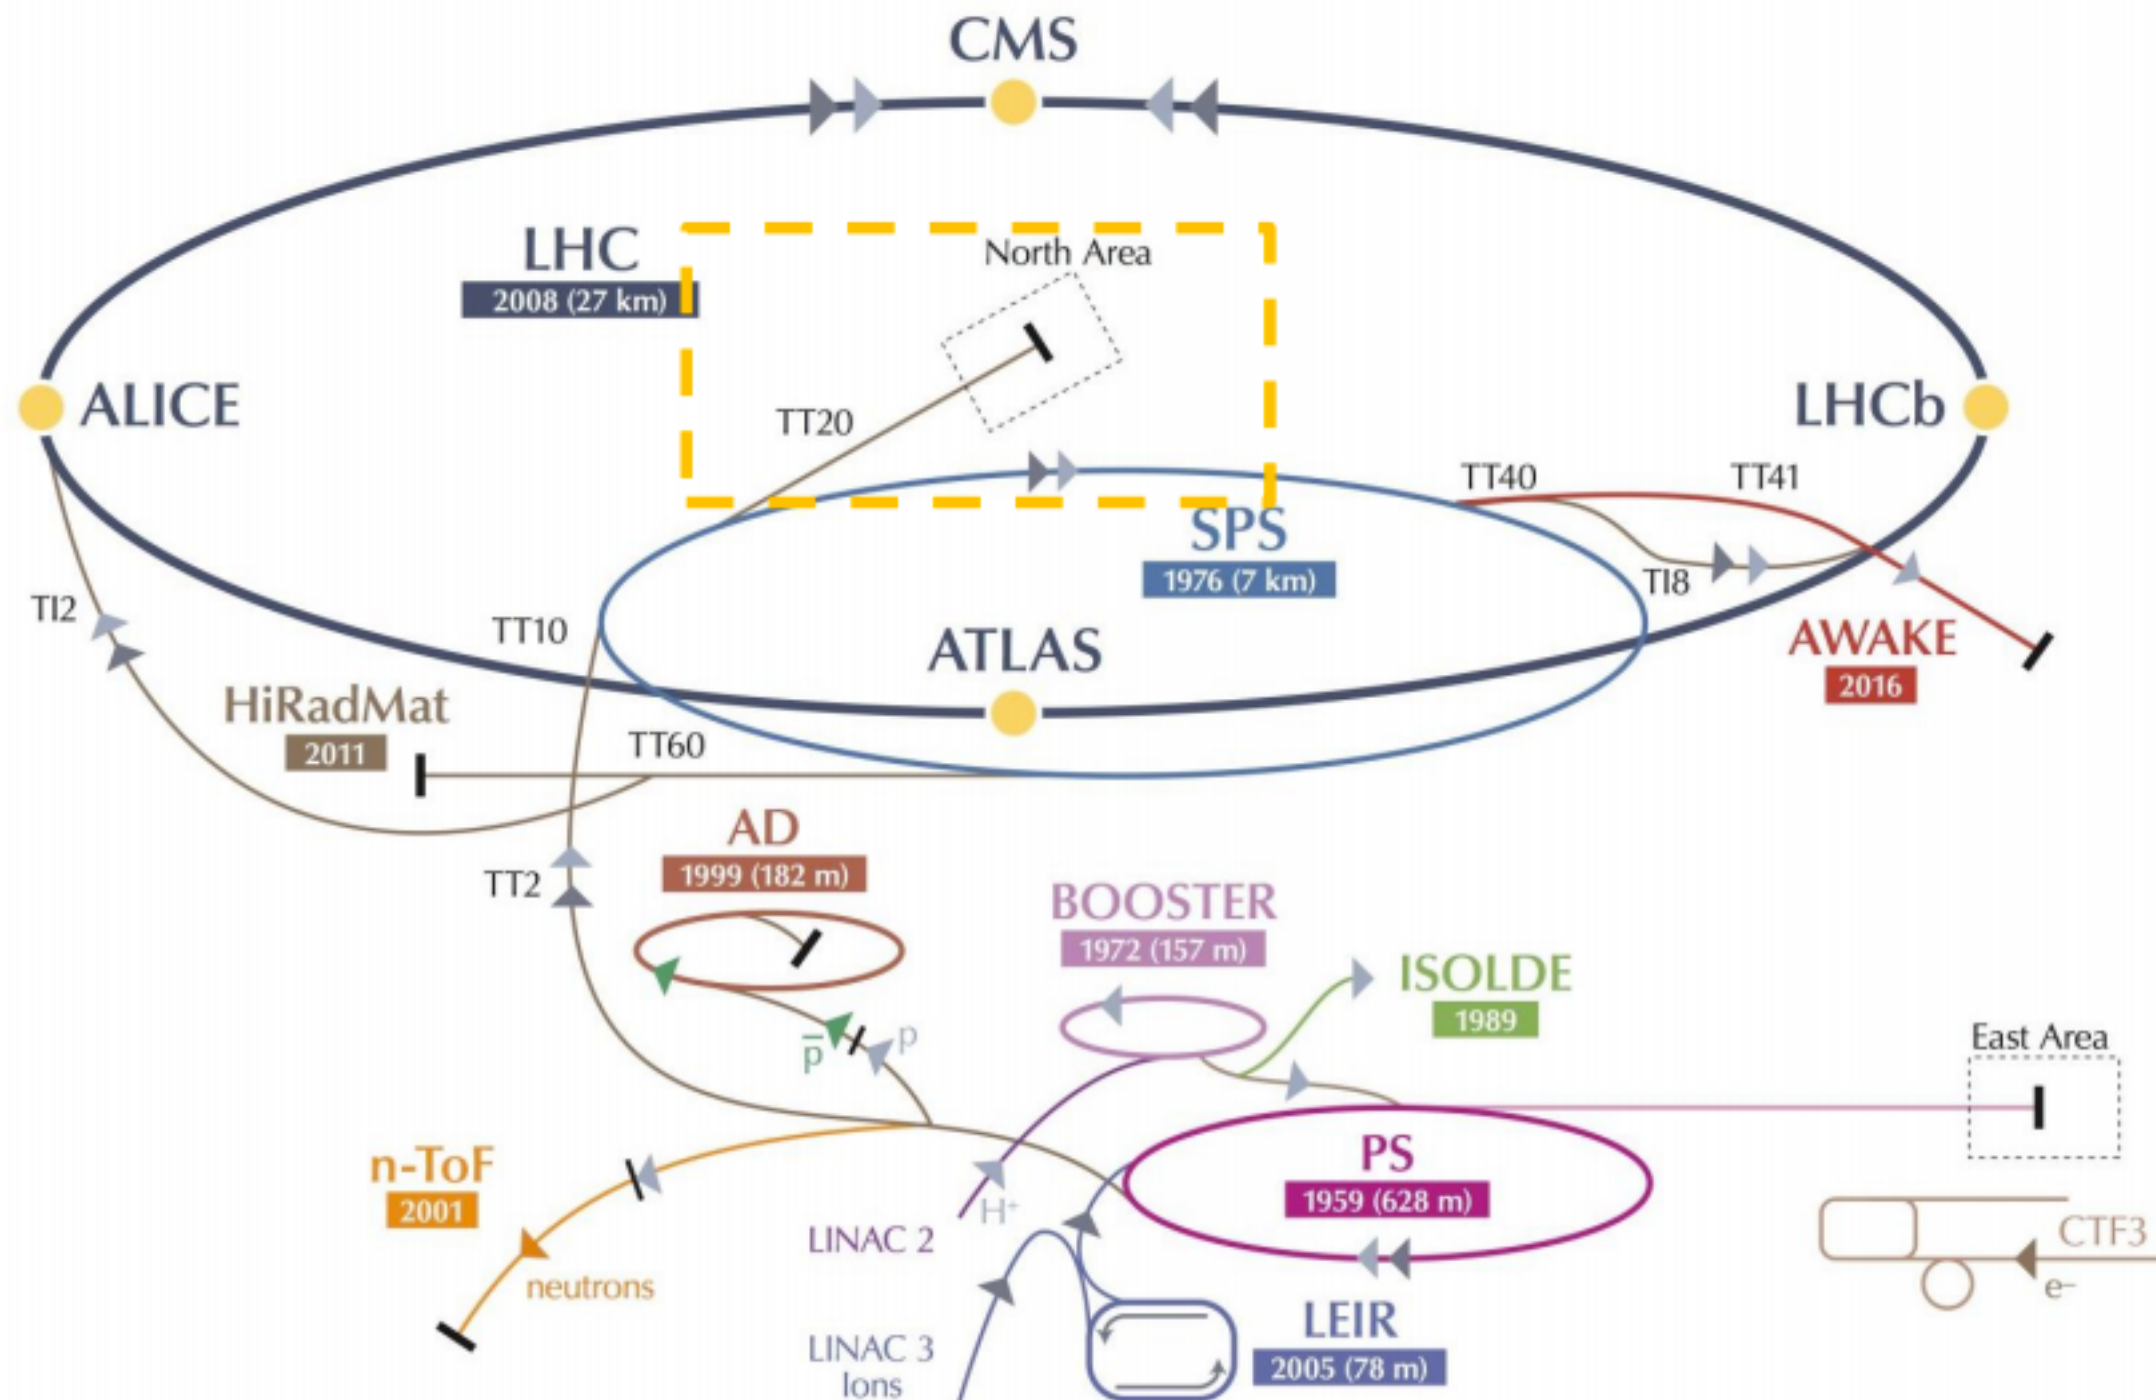 CMS
LHC
2008 (27 km)
North Area
TT20
ALICE
LHCb
TT40
TT41
SPS
1976 (7 km)
TI8
TI2
TT10
ATLAS
AWAKE
2016
HiRadMat
2011
TT60
AD
1999 (182 m)
TT2
BOOSTER
1972 (157 m)
ISOLDE
1989
p̅
p
East Area
n-ToF
2001
neutrons
PS
1959 (628 m)
H⁺
LINAC 2
CTF3
e–
LEIR
2005 (78 m)
LINAC 3
Ions